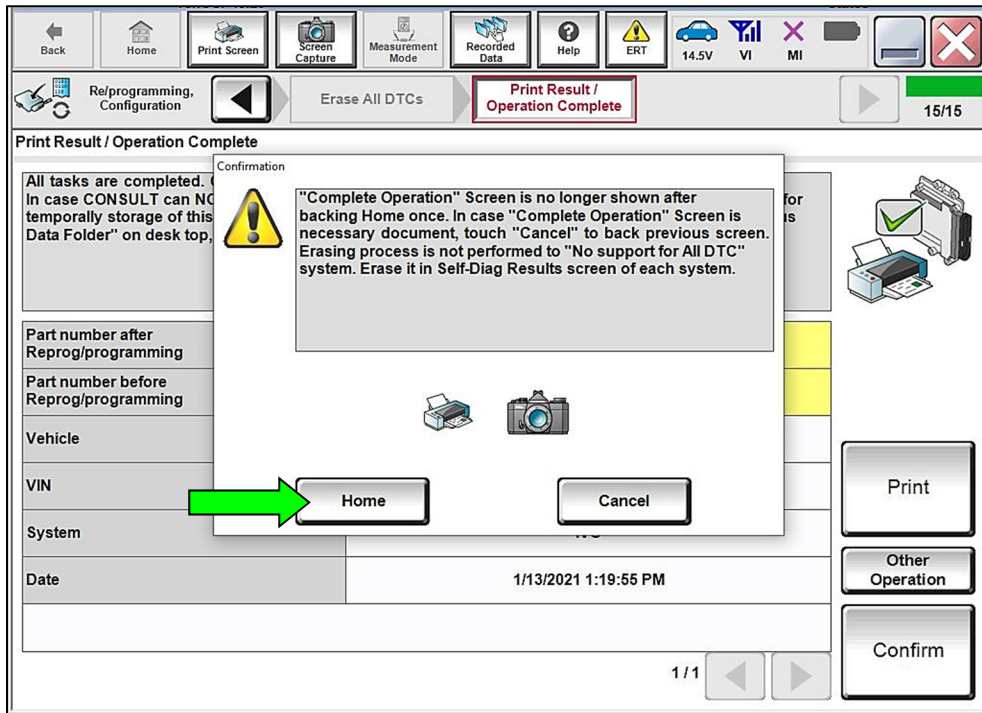 Back
Home
Print Screen
Screen
Capture
Measurement
Mode
Recorded
Data
Help
ERT
14.5V
VI
MI
Re/programming,
Configuration
Erase All DTCs
Print Result /
Operation Complete
15/15
Print Result / Operation Complete
Confirmation
All tasks are completed.
In case CONSULT can
for
temporally storage of this
is
Data Folder" on desk top,
"Complete Operation" Screen is no longer shown after
backing Home once. In case "Complete Operation" Screen is
necessary document, touch "Cancel" to back previous screen.
Erasing process is not performed to "No support for All DTC"
system. Erase it in Self-Diag Results screen of each system.
Home
Cancel
Part number after
Reprog/programming
Part number before
Reprog/programming
Vehicle
VIN
System
Date
1/13/2021 1:19:55 PM
1/1
Print
Other
Operation
Confirm